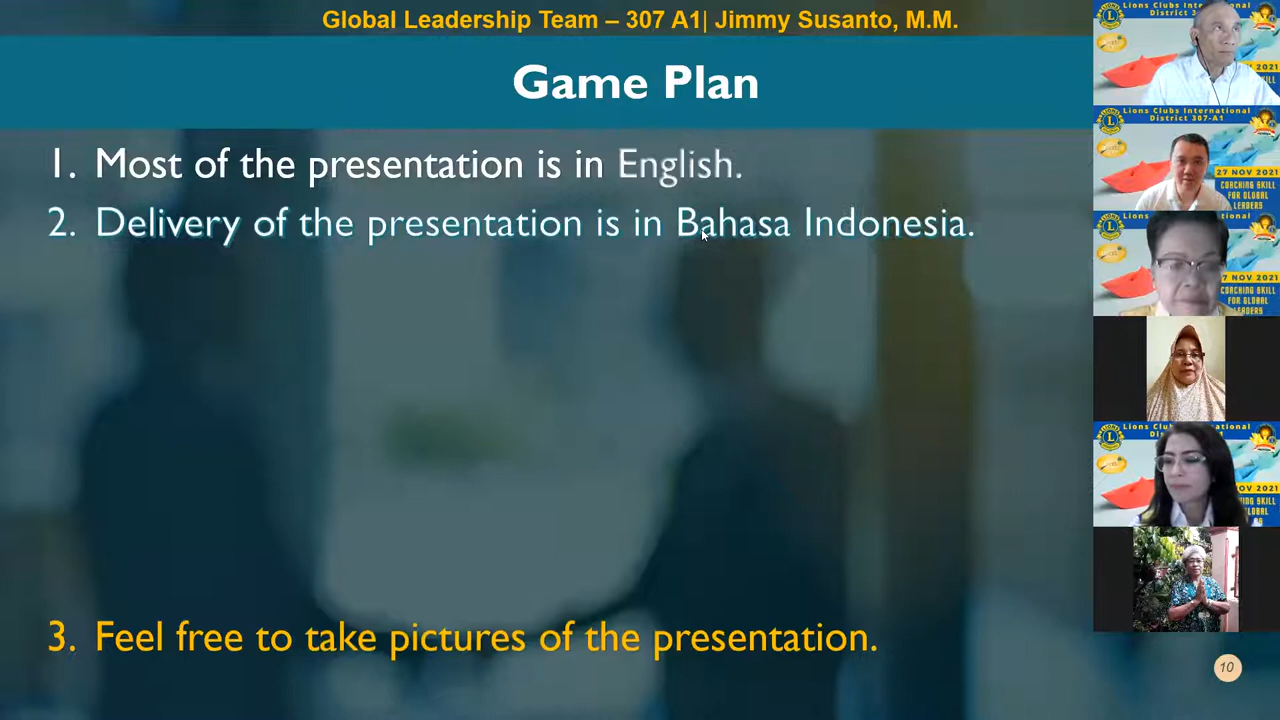 Global Leadership Team – 307 A1| Jimmy Susanto, M.M.
Game Plan
1. Most of the presentation is in English.
2. Delivery of the presentation is in Bahasa Indonesia.
3. Feel free to take pictures of the presentation.
10
Lions Clubs International
District 307-A1
27 NOV 2021
COACHING SKILL
FOR GLOBAL
LEADERS